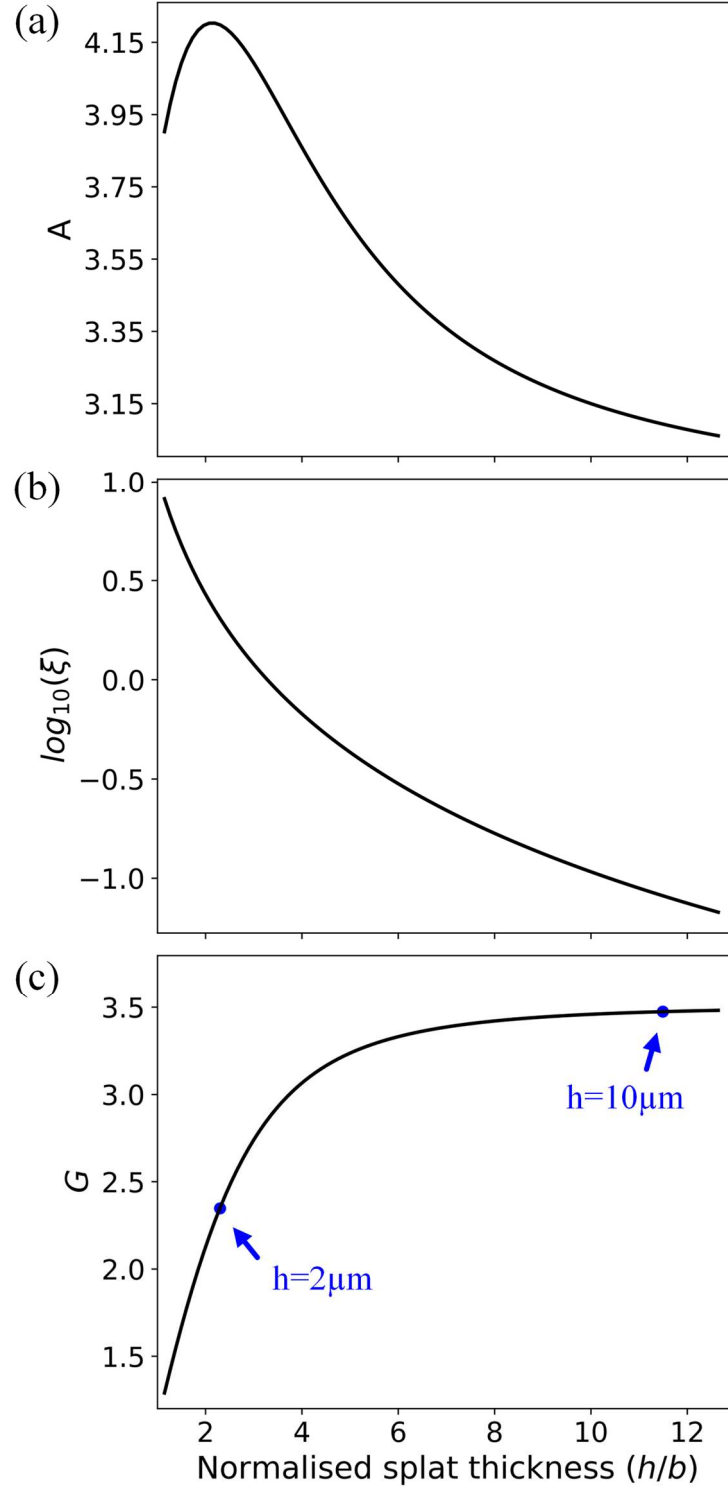 (a)
4.15
3.95
3.75
3.55
3.35
3.15
A
(b)
1.0
0.5
0.0
−0.5
−1.0
log₁₀(ξ)
(c)
3.5
3.0
2.5
2.0
1.5
G
h=10μm
h=2μm
2 4 6 8 10 12
Normalised splat thickness (h/b)